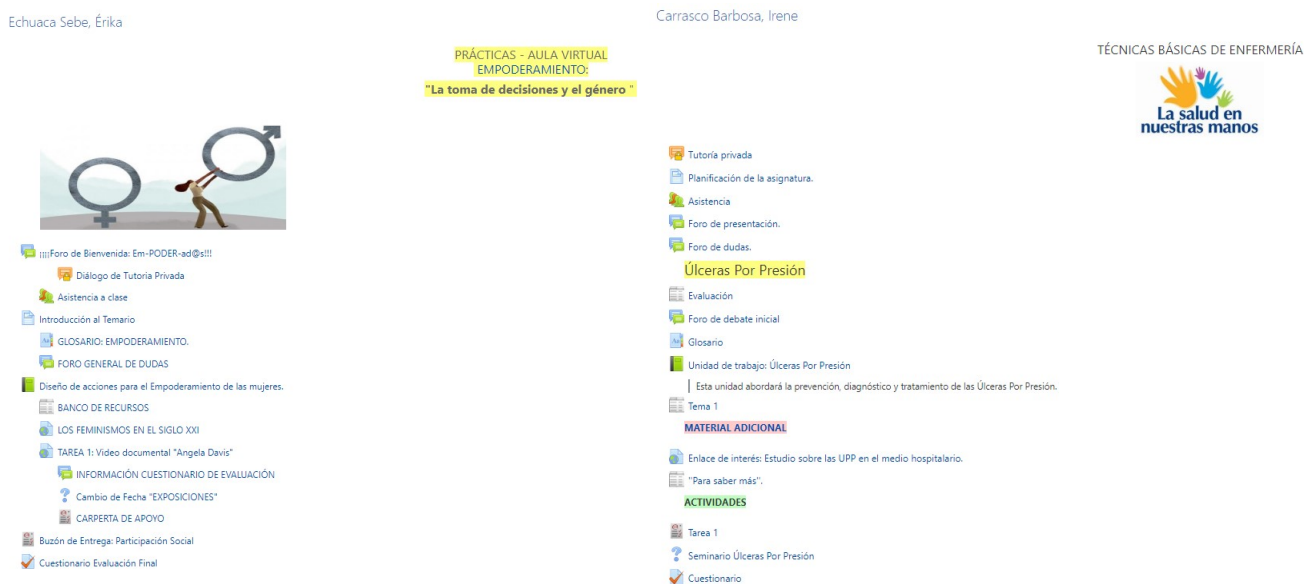 Echuaca Sebe, Érika
PRÁCTICAS - AULA VIRTUAL
EMPODERAMIENTO:
"La toma de decisiones y el género "
¡¡¡¡Foro de Bienvenida: Em-PODER-ad@s!!!
Diálogo de Tutoria Privada
Asistencia a clase
Introducción al Temario
GLOSARIO: EMPODERAMIENTO.
FORO GENERAL DE DUDAS
Diseño de acciones para el Empoderamiento de las mujeres.
BANCO DE RECURSOS
LOS FEMINISMOS EN EL SIGLO XXI
TAREA 1: Video documental "Angela Davis"
INFORMACIÓN CUESTIONARIO DE EVALUACIÓN
Cambio de Fecha "EXPOSICIONES"
CARPERTA DE APOYO
Buzón de Entrega: Participación Social
Cuestionario Evaluación Final
Carrasco Barbosa, Irene
TÉCNICAS BÁSICAS DE ENFERMERÍA
La salud en
nuestras manos
Tutoría privada
Planificación de la asignatura.
Asistencia
Foro de presentación.
Foro de dudas.
Úlceras Por Presión
Evaluación
Foro de debate inicial
Glosario
Unidad de trabajo: Úlceras Por Presión
Esta unidad abordará la prevención, diagnóstico y tratamiento de las Úlceras Por Presión.
Tema 1
MATERIAL ADICIONAL
Enlace de interés: Estudio sobre las UPP en el medio hospitalario.
"Para saber más".
ACTIVIDADES
Tarea 1
Seminario Úlceras Por Presión
Cuestionario